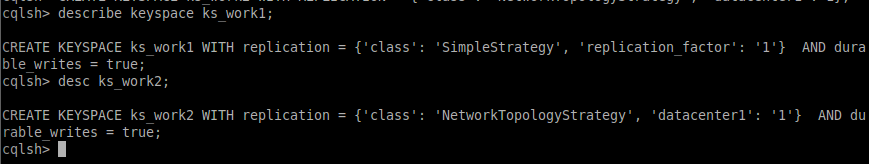 cqlsh> describe keyspace ks_work1;
CREATE KEYSPACE ks_work1 WITH replication = {'class': 'SimpleStrategy', 'replication_factor': '1'}  AND dura
ble_writes = true;
cqlsh> desc ks_work2;
CREATE KEYSPACE ks_work2 WITH replication = {'class': 'NetworkTopologyStrategy', 'datacenter1': '1'}  AND du
rable_writes = true;
cqlsh>